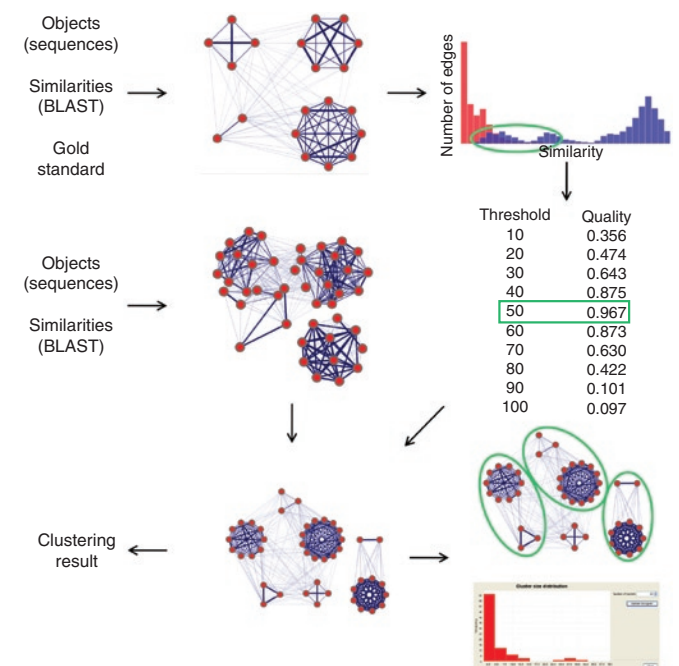 Objects
(sequences)
Similarities
(BLAST)
Gold
standard
Number of edges
Similarity
Threshold Quality
10 0.356
20 0.474
30 0.643
40 0.875
50 0.967
60 0.873
70 0.630
80 0.422
90 0.101
100 0.097
Objects
(sequences)
Similarities
(BLAST)
Clustering
result
Cluster size distribution